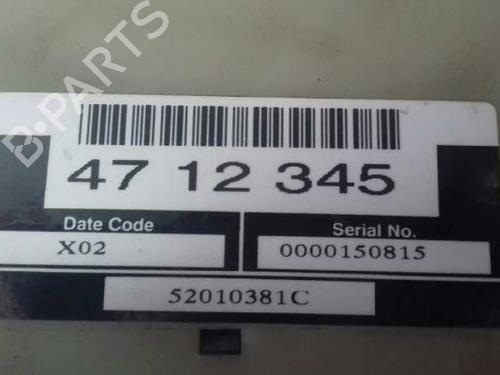 B-PARTS
47 12 345
Date Code
Serial No.
X02
0000150815
52010381C